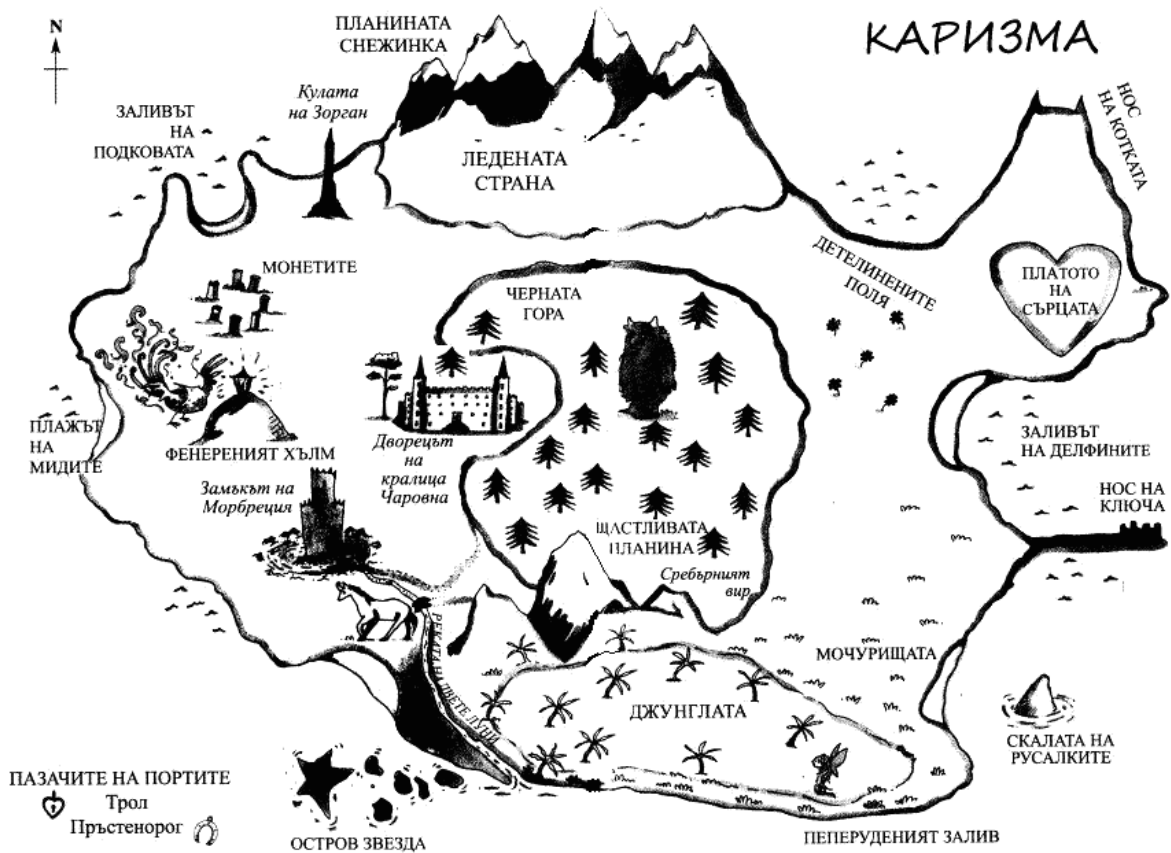 N
КАРИЗМА
ПЛАНИНАТА
СНЕЖИНКА
Кулата
на Зорган
ЗАЛИВЪТ
НА
ПОДКОВАТА
ЛЕДЕНАТА
СТРАНА
НОС
НА КОТКАТА
ДЕТЕЛИНЕНИТЕ
ПОЛЯ
ПЛАТОТО
НА
СЪРЦАТА
МОНЕТИТЕ
ЧЕРНАТА
ГОРА
ПЛАЖЪТ
НА
МИДИТЕ
ФЕНЕРЕНИЯТ ХЪЛМ
Дворецът
на
кралица
Чаровна
ЗАЛИВЪТ
НА ДЕЛФИНИТЕ
Замъкът на
Морбреция
НОС НА
КЛЮЧА
ЩАСТЛИВАТА
ПЛАНИНА
Сребърният
вир
РЕКАТА НА ДВЕТЕ ЛУНИ
МОЧУРИЩАТА
ДЖУНГЛАТА
СКАЛАТА НА
РУСАЛКИТЕ
ПАЗАЧИТЕ НА ПОРТИТЕ
Трол
Пръстенорог
ОСТРОВ ЗВЕЗДА
ПЕПЕРУДЕНИЯТ ЗАЛИВ